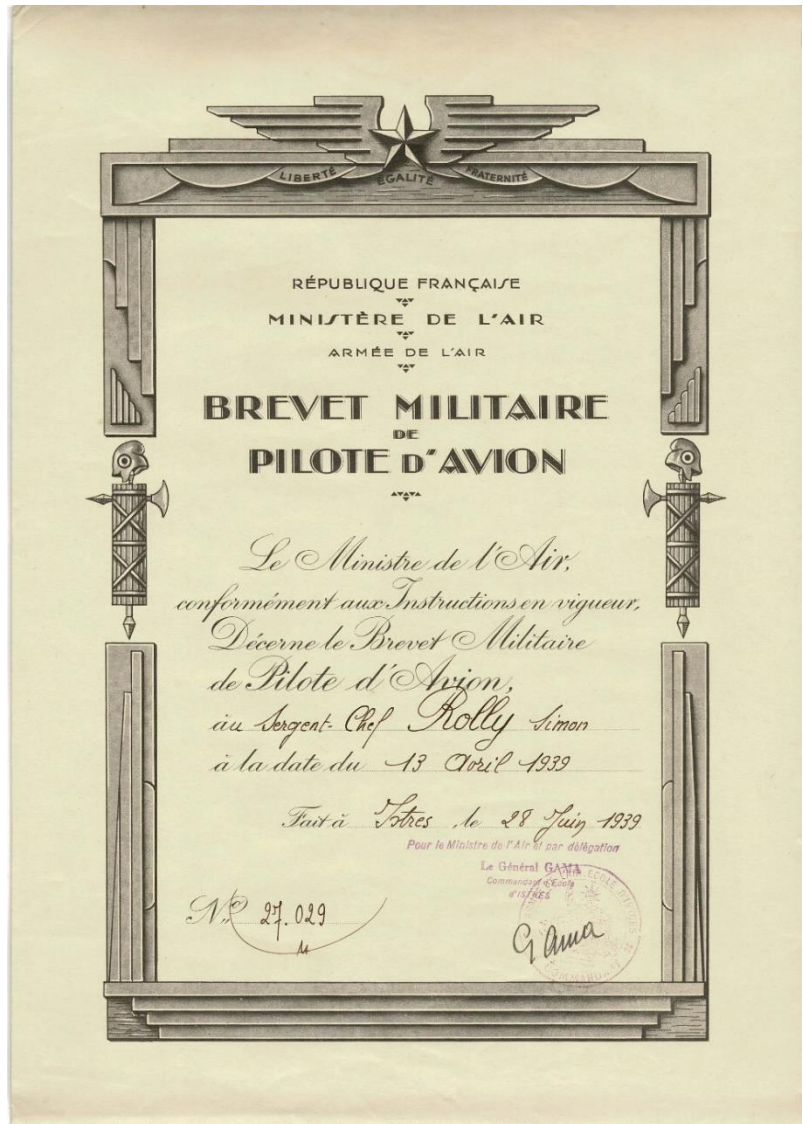 LIBERTÉ ÉGALITÉ FRATERNITÉ
RÉPUBLIQUE FRANÇAISE
MINISTÈRE DE L'AIR
ARMÉE DE L'AIR
BREVET MILITAIRE
DE
PILOTE D'AVION
Le Ministre de l'Air,
conformément aux Instructions en vigueur,
Décerne le Brevet Militaire
de Pilote d'Avion,
au Sergent-Chef Rolly Simon
à la date du 13 Avril 1939
Fait à Istres, le 28 Juin 1939
Pour le Ministre de l'Air et par délégation
Le Général GAMA
Commandant d'Ecole
d'ISTRES
N° 27.029
Gama